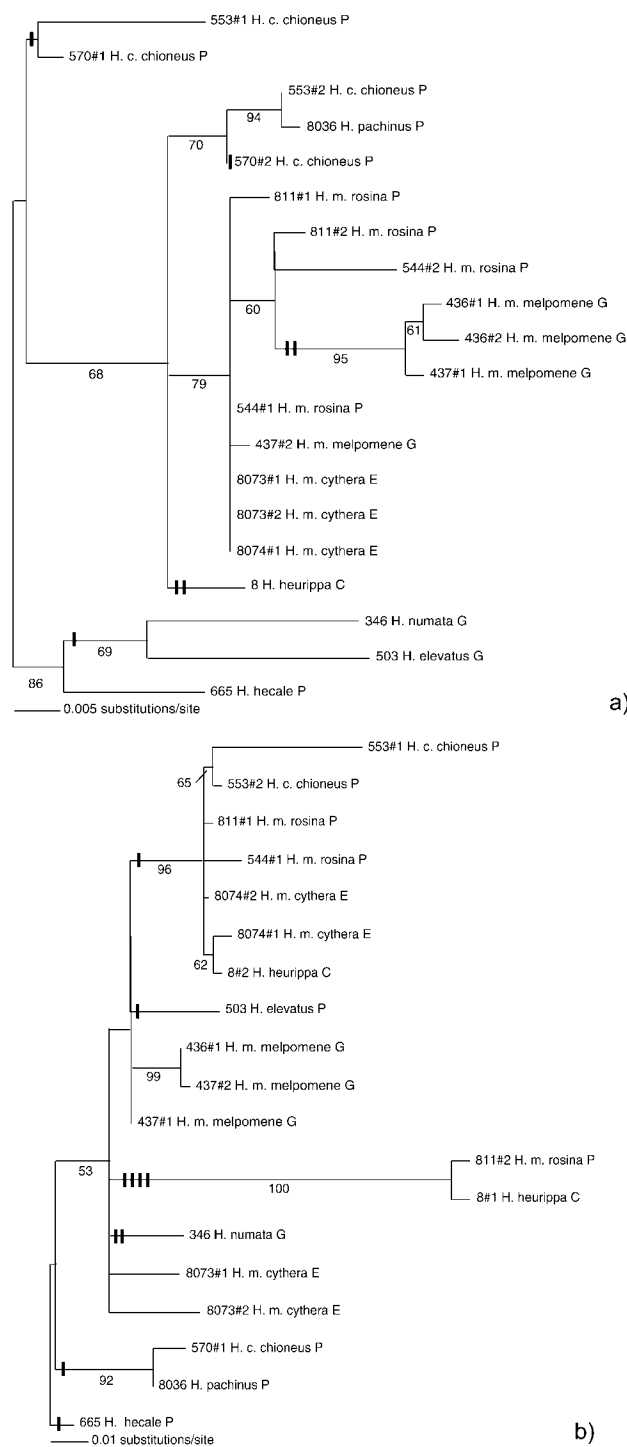 553#1 H. c. chioneus P
570#1 H. c. chioneus P
553#2 H. c. chioneus P
94
8036 H. pachinus P
70
570#2 H. c. chioneus P
811#1 H. m. rosina P
811#2 H. m. rosina P
544#2 H. m. rosina P
436#1 H. m. melpomene G
60
61
436#2 H. m. melpomene G
95
68
79
437#1 H. m. melpomene G
544#1 H. m. rosina P
437#2 H. m. melpomene G
8073#1 H. m. cythera E
8073#2 H. m. cythera E
8074#1 H. m. cythera E
8 H. heurippa C
346 H. numata G
69
503 H. elevatus G
86
665 H. hecale P
0.005 substitutions/site
a)
553#1 H. c. chioneus P
65
553#2 H. c. chioneus P
811#1 H. m. rosina P
544#1 H. m. rosina P
96
8074#2 H. m. cythera E
8074#1 H. m. cythera E
62
8#2 H. heurippa C
503 H. elevatus P
436#1 H. m. melpomene G
99
437#2 H. m. melpomene G
437#1 H. m. melpomene G
811#2 H. m. rosina P
53
100
8#1 H. heurippa C
346 H. numata G
8073#1 H. m. cythera E
8073#2 H. m. cythera E
570#1 H. c. chioneus P
92
8036 H. pachinus P
665 H. hecale P
0.01 substitutions/site
b)